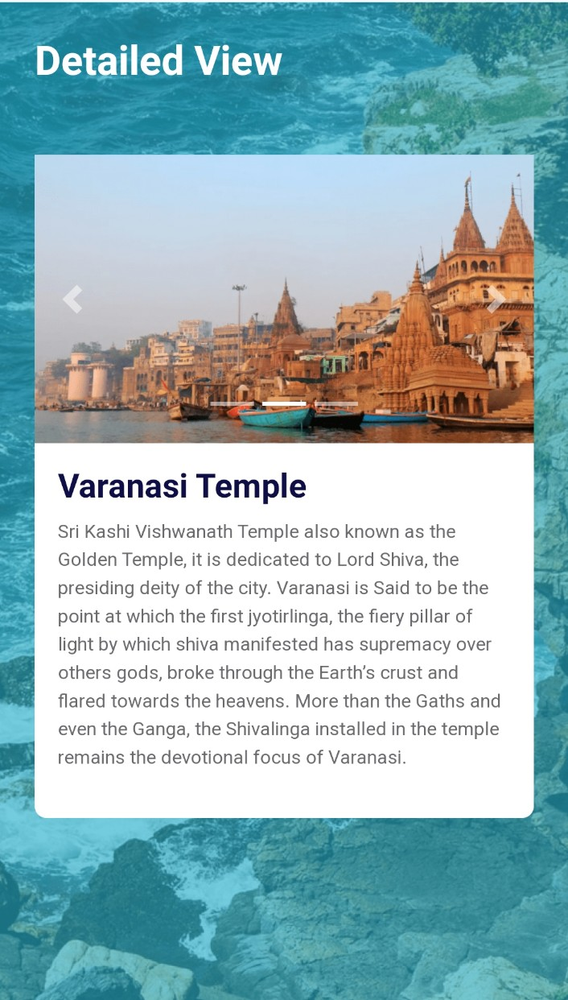 Detailed View
Varanasi Temple
Sri Kashi Vishwanath Temple also known as the
Golden Temple, it is dedicated to Lord Shiva, the
presiding deity of the city. Varanasi is Said to be the
point at which the first jyotirlinga, the fiery pillar of
light by which shiva manifested has supremacy over
others gods, broke through the Earth’s crust and
flared towards the heavens. More than the Gaths and
even the Ganga, the Shivalinga installed in the temple
remains the devotional focus of Varanasi.